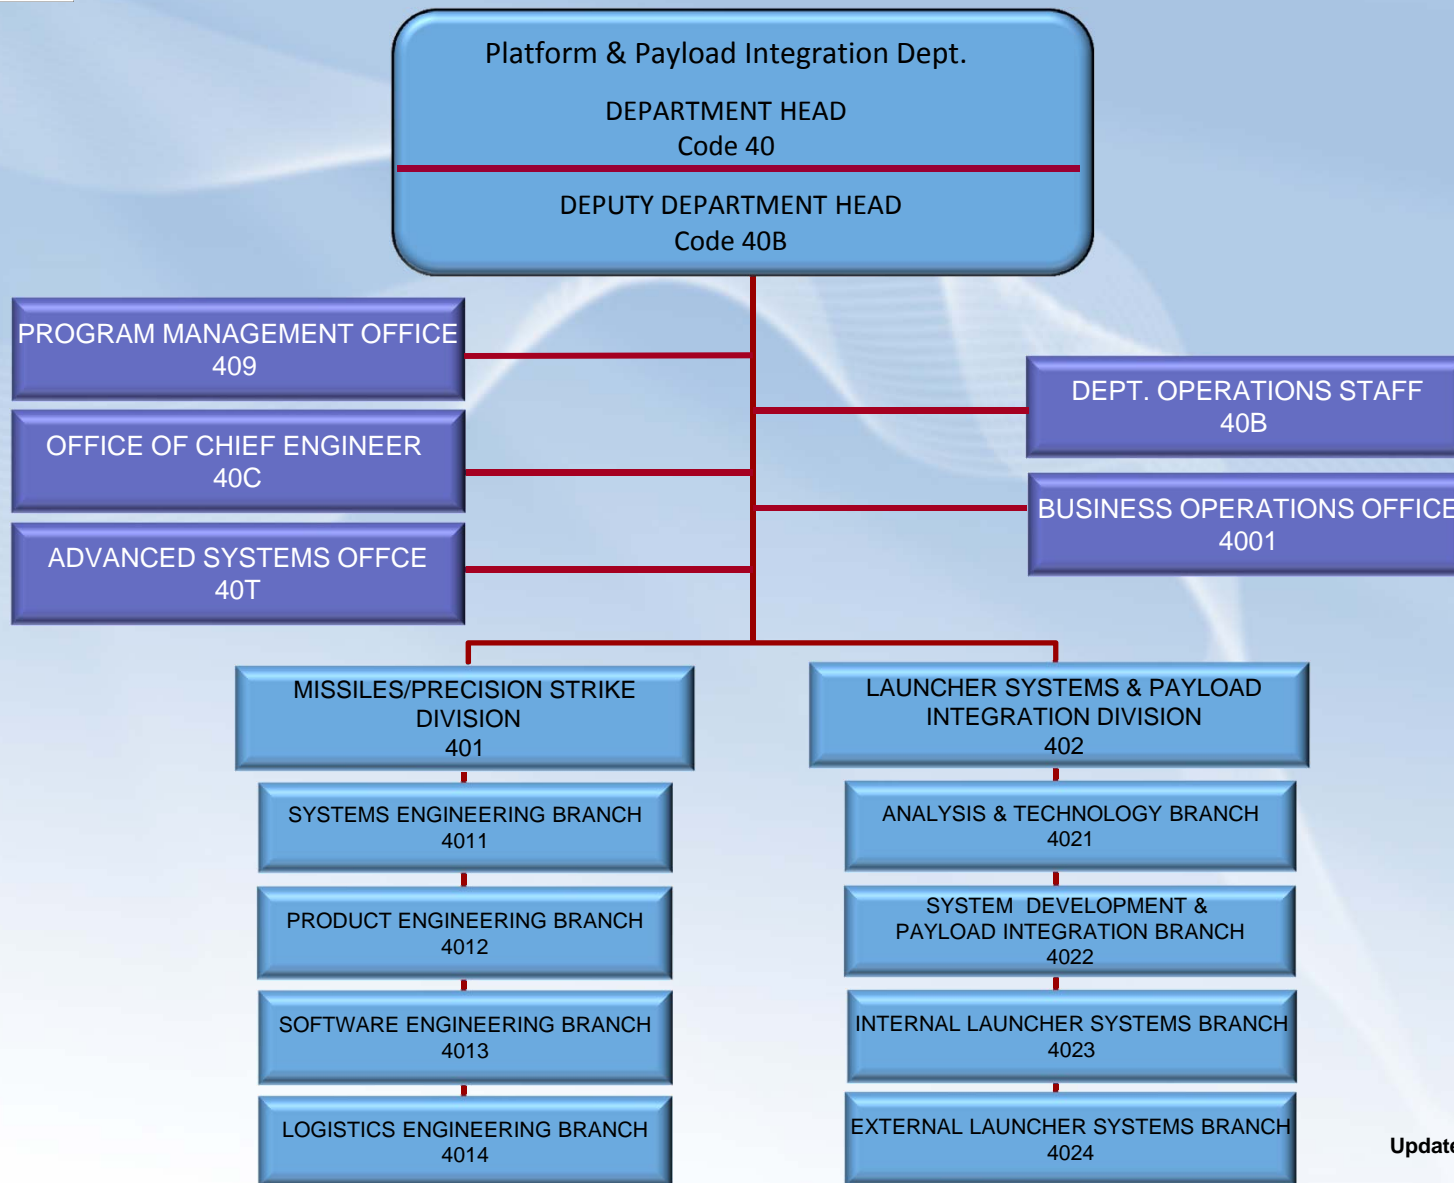 Platform & Payload Integration Dept.
DEPARTMENT HEAD
Code 40
DEPUTY DEPARTMENT HEAD
Code 40B
PROGRAM MANAGEMENT OFFICE
409
OFFICE OF CHIEF ENGINEER
40C
ADVANCED SYSTEMS OFFCE
40T
DEPT. OPERATIONS STAFF
40B
BUSINESS OPERATIONS OFFICE
4001
MISSILES/PRECISION STRIKE
DIVISION
401
SYSTEMS ENGINEERING BRANCH
4011
PRODUCT ENGINEERING BRANCH
4012
SOFTWARE ENGINEERING BRANCH
4013
LOGISTICS ENGINEERING BRANCH
4014
LAUNCHER SYSTEMS & PAYLOAD
INTEGRATION DIVISION
402
ANALYSIS & TECHNOLOGY BRANCH
4021
SYSTEM DEVELOPMENT &
PAYLOAD INTEGRATION BRANCH
4022
INTERNAL LAUNCHER SYSTEMS BRANCH
4023
EXTERNAL LAUNCHER SYSTEMS BRANCH
4024
Update